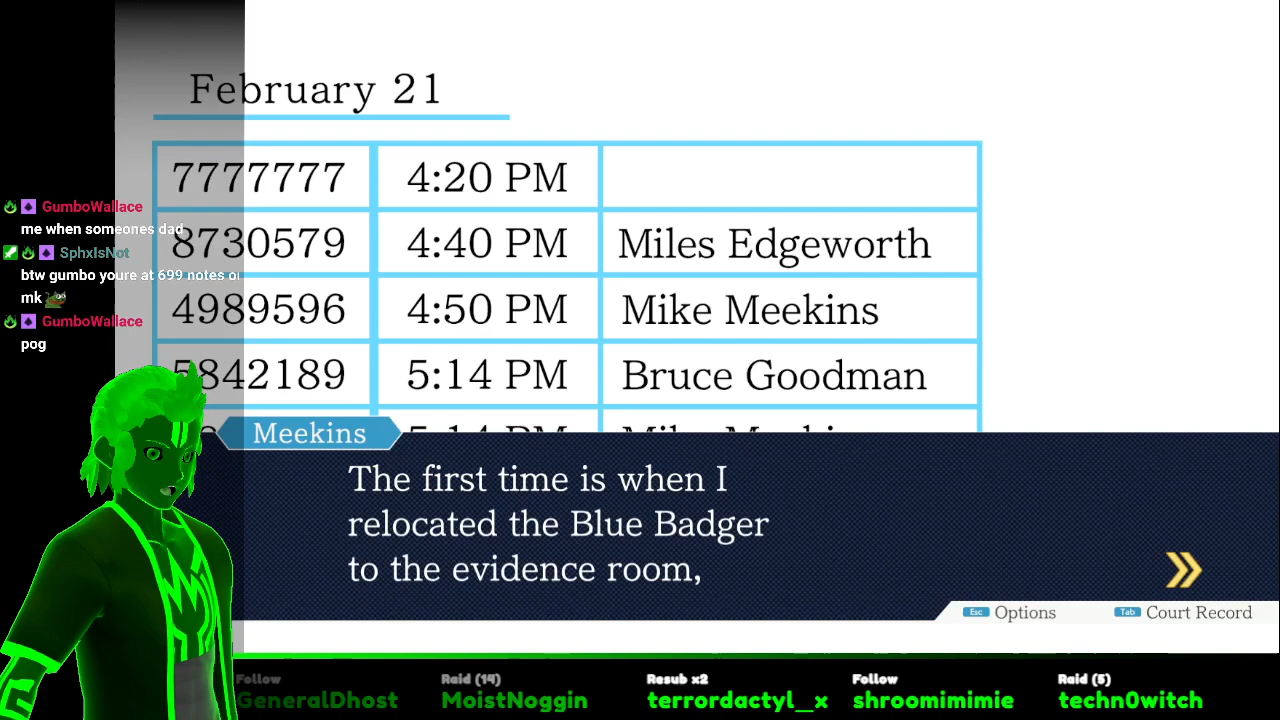 February 21
7777777 4:20 PM
8730579 4:40 PM Miles Edgeworth
4989596 4:50 PM Mike Meekins
5842189 5:14 PM Bruce Goodman
GumboWallace
me when someones dad
SphxIsNot
btw gumbo youre at 699 notes
mk
GumboWallace
pog
Meekins
The first time is when I
relocated the Blue Badger
to the evidence room,
Esc Options Tab Court Record
Follow Raid (14) Resub x2 Follow Raid (5)
GeneralDhost MoistNoggin terrordactyl_x shroomimimie techn0witch